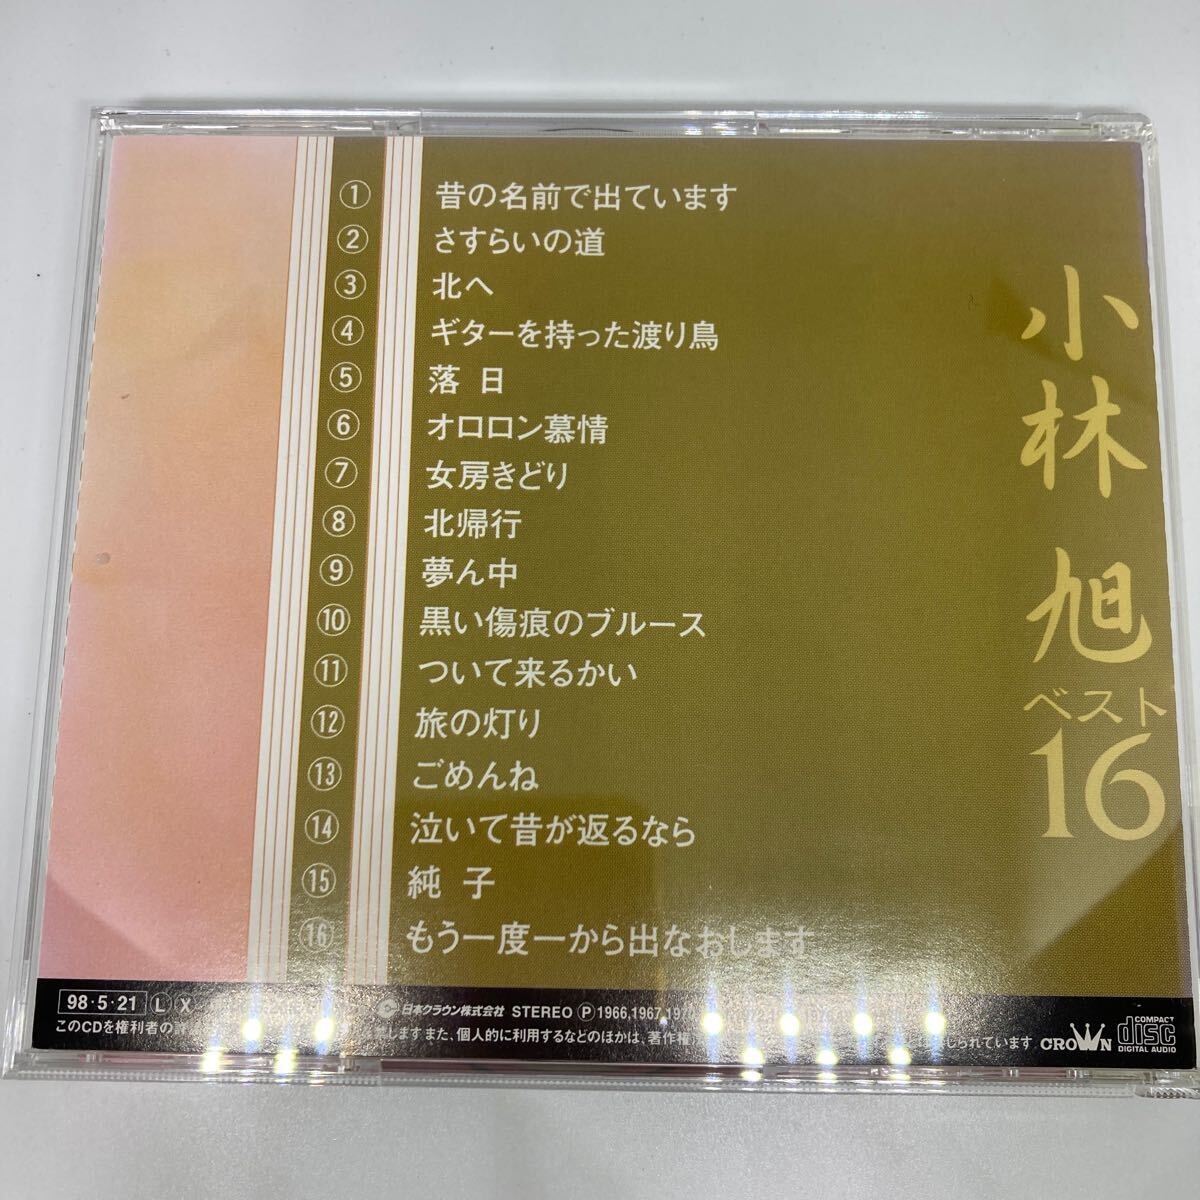 ① 昔の名前で出ています
② さすらいの道
③ 北へ
④ ギターを持った渡り鳥
⑤ 落 日
⑥ オロロン慕情
⑦ 女房きどり
⑧ 北帰行
⑨ 夢ん中
⑩ 黒い傷痕のブルース
⑪ ついて来るかい
⑫ 旅の灯り
⑬ ごめんね
⑭ 泣いて昔が返るなら
⑮ 純 子
⑯ もう一度一から出なおします
小林 旭
ベスト
16
98・5・21 Ⓛ X
日本クラウン株式会社 STEREO Ⓟ1966,1967,
このCDを権利者の
しますまた、個人的に利用するなどのほかは、著作権
じられています
CROWN
COMPACT
disc
DIGITAL AUDIO